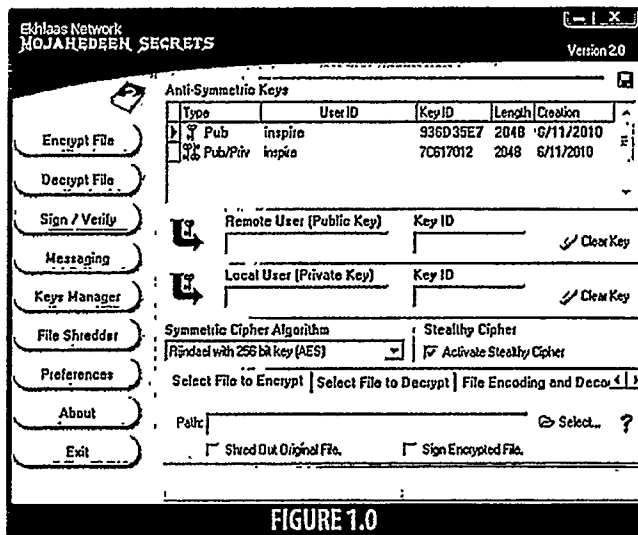 Ekhlaas Network
MOJAHEDEEN SECRETS
Version 2.0
Anti-Symmetric Keys
Type User ID Key ID Length Creation
Pub inspire 936D35E7 2048 6/11/2010
Pub/Priv inspire 7C617012 2048 6/11/2010
Encrypt File
Decrypt File
Sign / Verify
Messaging
Keys Manager
File Shredder
Preferences
About
Exit
Remote User (Public Key) Key ID
Clear Key
Local User (Private Key) Key ID
Clear Key
Symmetric Cipher Algorithm
Rijndael with 256 bit key (AES)
Stealthy Cipher
Activate Stealthy Cipher
Select File to Encrypt Select File to Decrypt File Encoding and Deco
Path: Select... ?
Shred Out Original File. Sign Encrypted File.
FIGURE 1.0